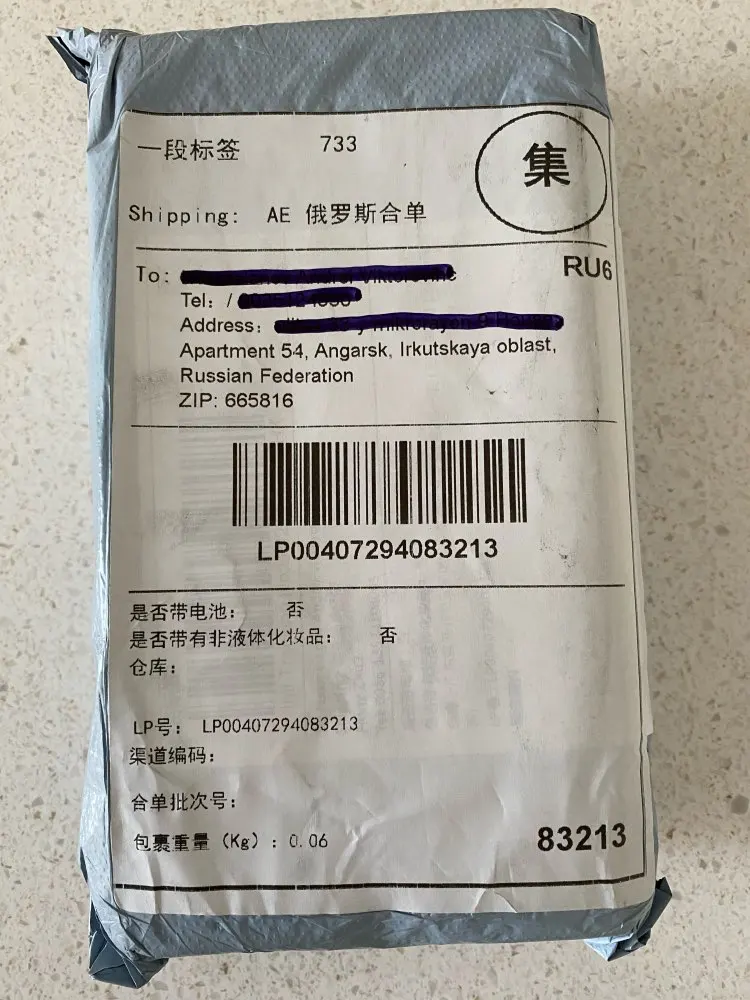 一段标签 733
集
Shipping: AE 俄罗斯合单
To:
RU6
Tel: /
Address:
Apartment 54, Angarsk, Irkutskaya oblast,
Russian Federation
ZIP: 665816
LP00407294083213
是否带电池: 否
是否带有非液体化妆品: 否
仓库:
LP号: LP00407294083213
渠道编码:
合单批次号:
包裹重量 (Kg) : 0.06
83213